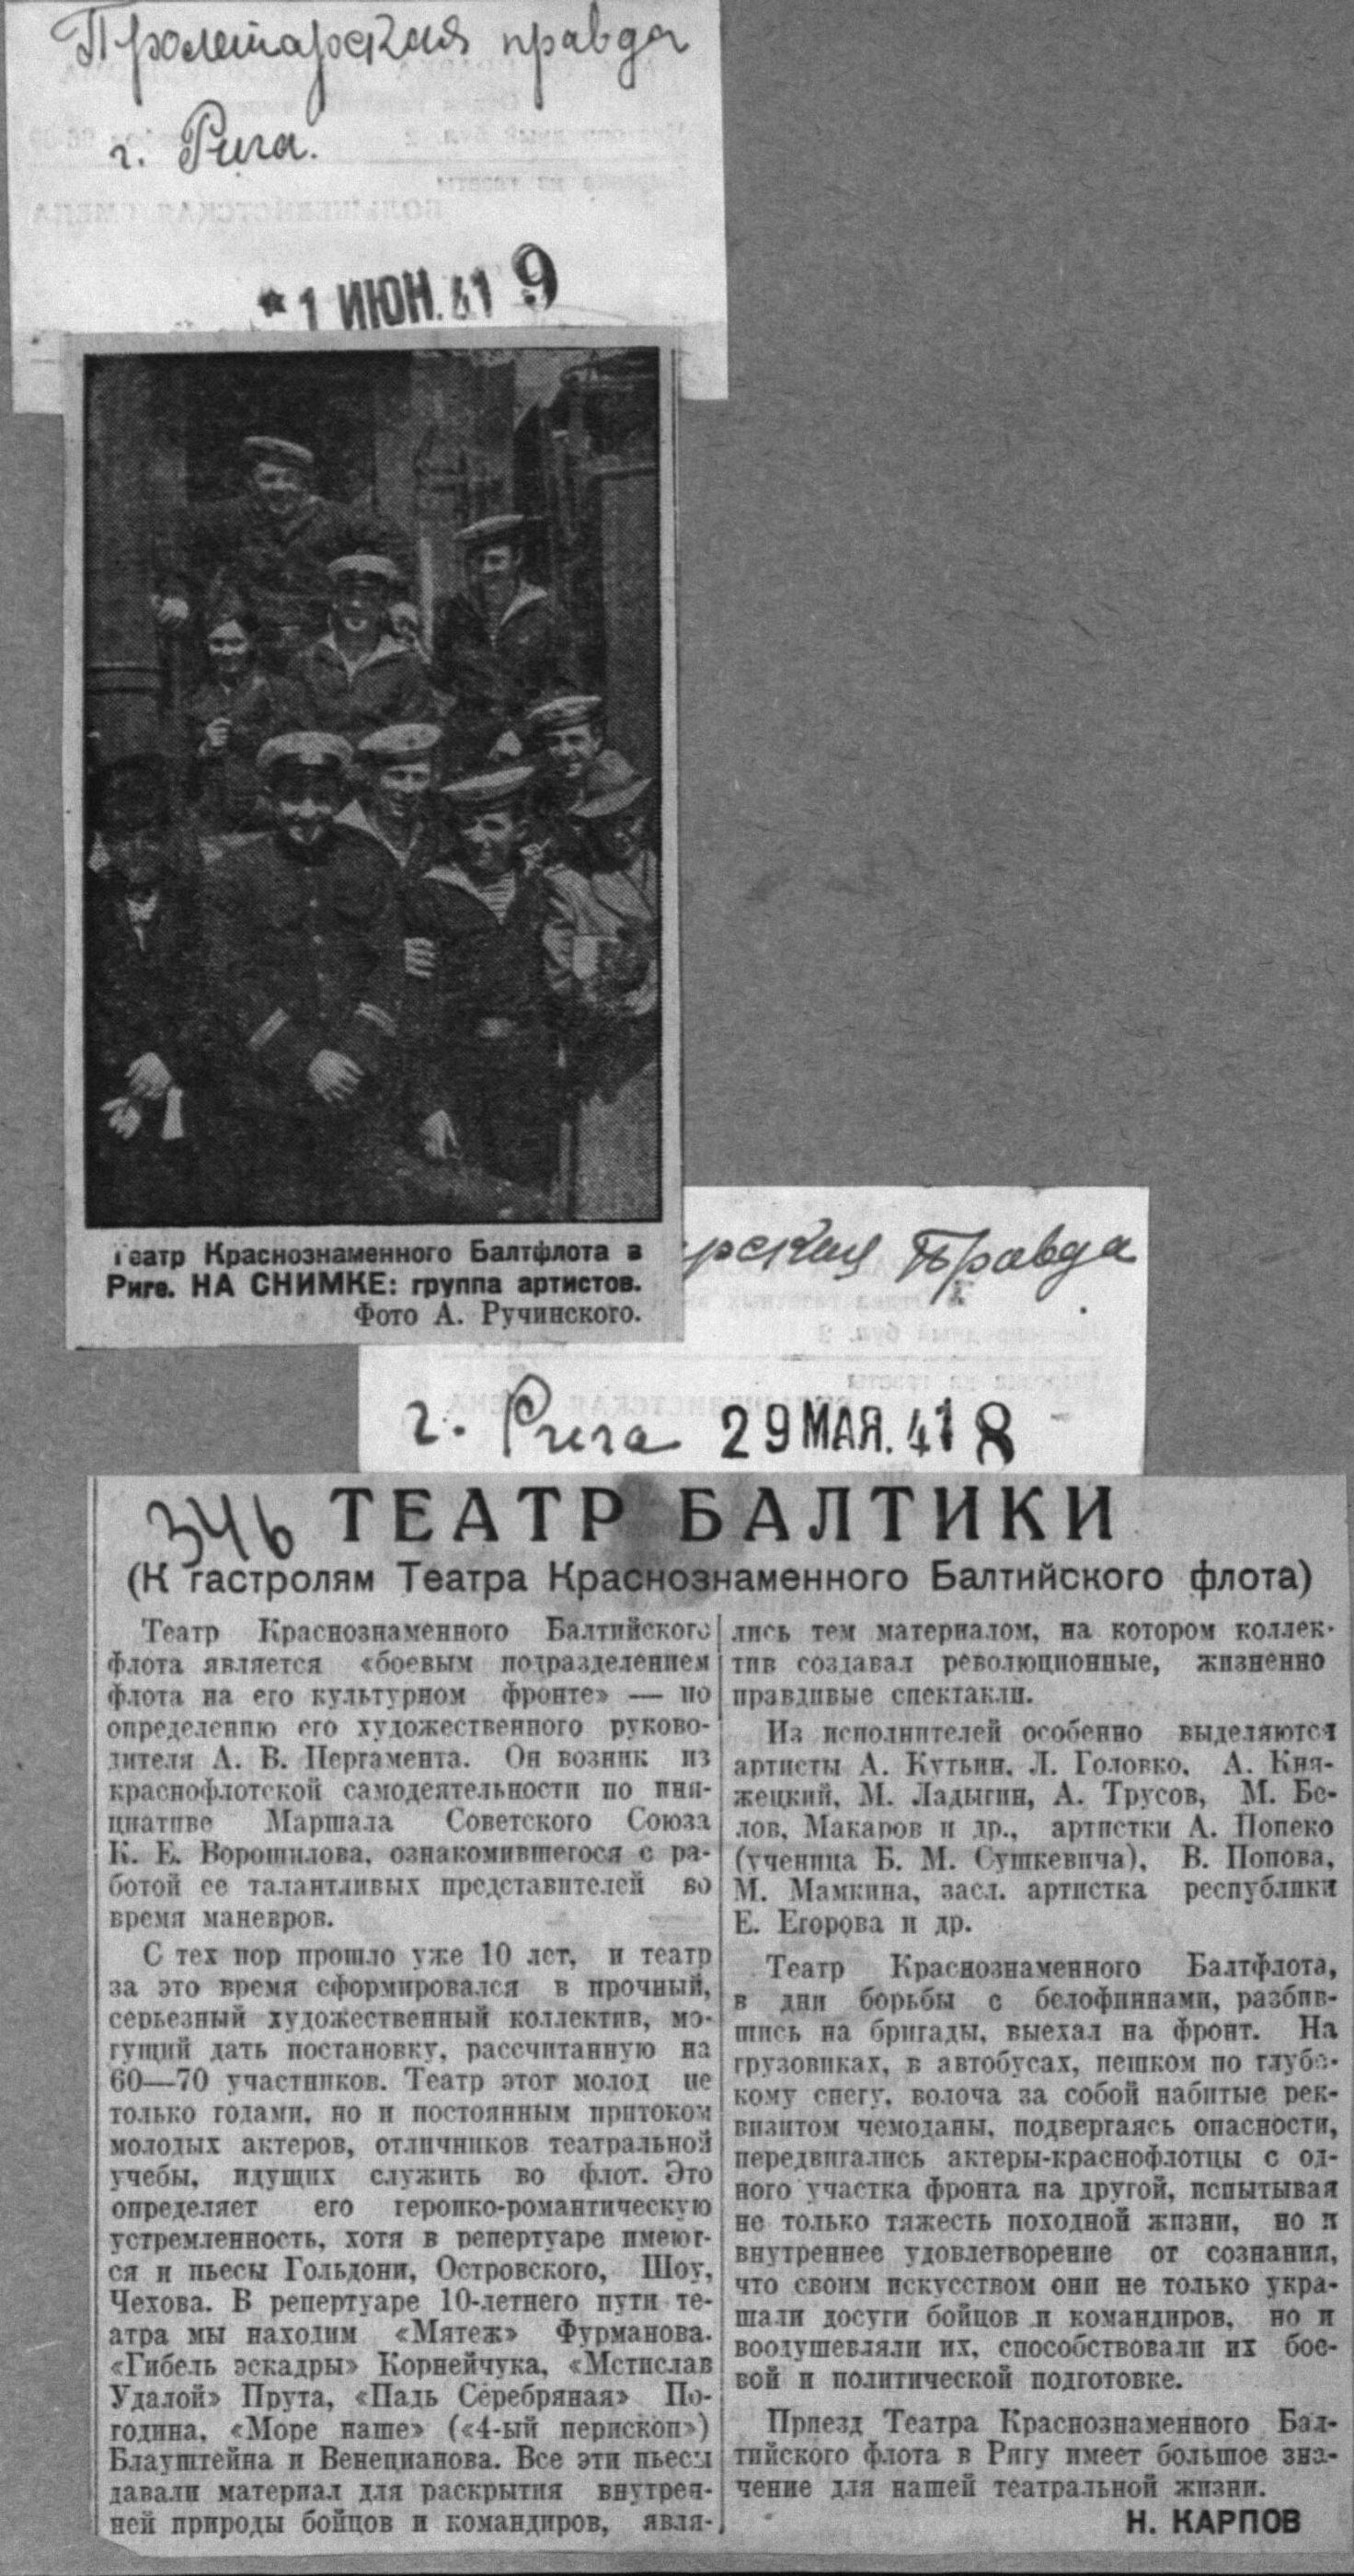 Пролетарская правда
г. Рига.
* 1 ИЮН. 41 9
Театр Краснознаменного Балтфлота в
Риге. НА СНИМКЕ: группа артистов.
Фото А. Ручинского.
рская Правда
г. Рига 29 МАЯ. 41 8
346 ТЕАТР БАЛТИКИ
(К гастролям Театра Краснознаменного Балтийского флота)
Театр Краснознаменного Балтийского
флота является «боевым подразделением
флота на его культурном фронте» — по
определению его художественного руково-
дителя А. В. Пергамента. Он возник из
краснофлотской самодеятельности по ини-
циативе Маршала Советского Союза
К. Е. Ворошилова, ознакомившегося с ра-
ботой ее талантливых представителей во
время маневров.
С тех пор прошло уже 10 лет, и театр
за это время сформировался в прочный,
серьезный художественный коллектив, мо-
гущий дать постановку, рассчитанную на
60—70 участников. Театр этот молод не
только годами, но и постоянным притоком
молодых актеров, отличников театральной
учебы, идущих служить во флот. Это
определяет его героико-романтическую
устремленность, хотя в репертуаре имеют-
ся и пьесы Гольдони, Островского, Шоу,
Чехова. В репертуаре 10-летнего пути те-
атра мы находим «Мятеж» Фурманова.
«Гибель эскадры» Корнейчука, «Мстислав
Удалой» Прута, «Падь Серебряная» По-
година, «Море наше» («4-ый перископ»)
Блауштейна и Венецианова. Все эти пьесы
давали материал для раскрытия внутрен-
ней природы бойцов и командиров, явля-
лись тем материалом, на котором коллек-
тив создавал революционные, жизненно
правдивые спектакли.
Из исполнителей особенно выделяются
артисты А. Кутьин, Л. Головко, А. Кня-
жецкий, М. Ладыгин, А. Трусов, М. Бе-
лов, Макаров и др., артистки А. Попеко
(ученица Б. М. Сушкевича), В. Попова,
М. Мамкина, засл. артистка республики
Е. Егорова и др.
Театр Краснознаменного Балтфлота,
в дни борьбы с белофиннами, разбив-
шись на бригады, выехал на фронт. На
грузовиках, в автобусах, пешком по глубо-
кому снегу, волоча за собой набитые рек-
визитом чемоданы, подвергаясь опасности,
передвигались актеры-краснофлотцы с од-
ного участка фронта на другой, испытывая
не только тяжесть походной жизни, но и
внутреннее удовлетворение от сознания,
что своим искусством они не только укра-
шали досуги бойцов и командиров, но и
воодушевляли их, способствовали их бое-
вой и политической подготовке.
Приезд Театра Краснознаменного Бал-
тийского флота в Ригу имеет большое зна-
чение для нашей театральной жизни.
Н. КАРПОВ